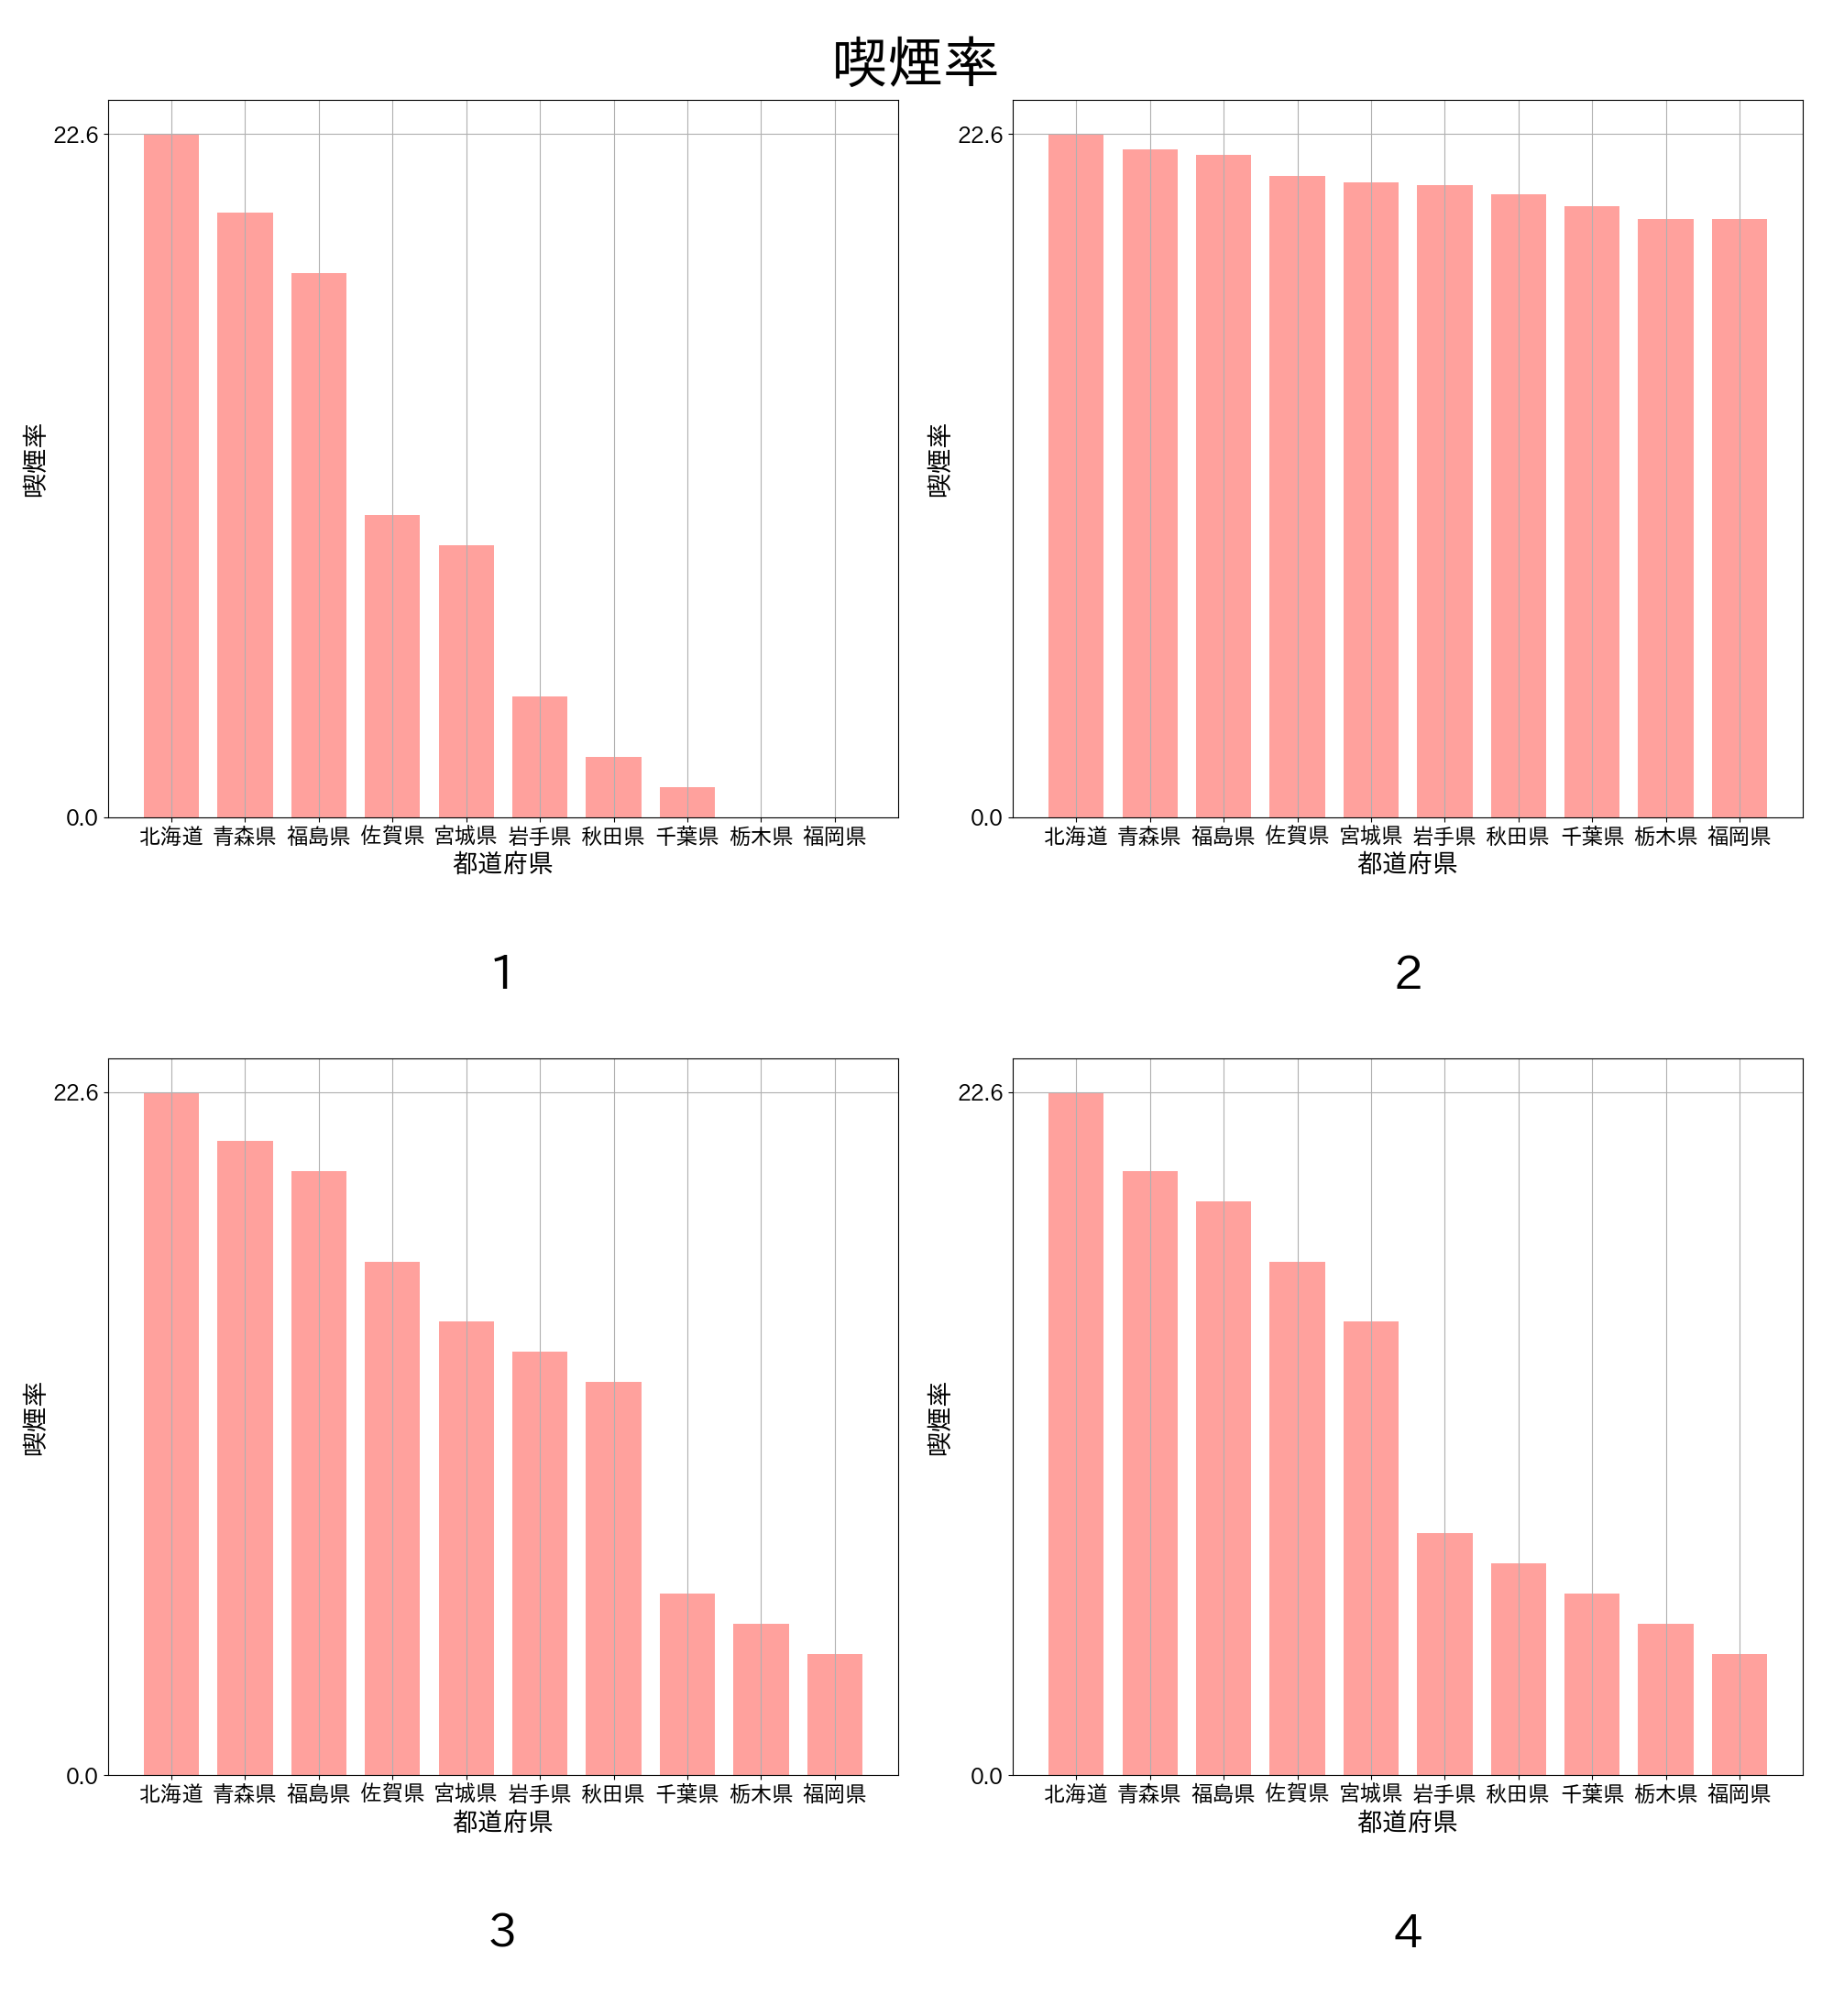 喫煙率
22.6
喫煙率
0.0
北海道 青森県 福島県 佐賀県 宮城県 岩手県 秋田県 千葉県 栃木県 福岡県
都道府県
1
22.6
喫煙率
0.0
北海道 青森県 福島県 佐賀県 宮城県 岩手県 秋田県 千葉県 栃木県 福岡県
都道府県
2
22.6
喫煙率
0.0
北海道 青森県 福島県 佐賀県 宮城県 岩手県 秋田県 千葉県 栃木県 福岡県
都道府県
3
22.6
喫煙率
0.0
北海道 青森県 福島県 佐賀県 宮城県 岩手県 秋田県 千葉県 栃木県 福岡県
都道府県
4